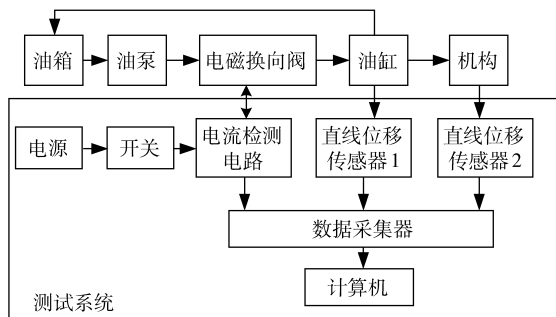 油箱
油泵
电磁换向阀
油缸
机构
电源
开关
电流检测
电路
直线位移
传感器1
直线位移
传感器2
数据采集器
计算机
测试系统